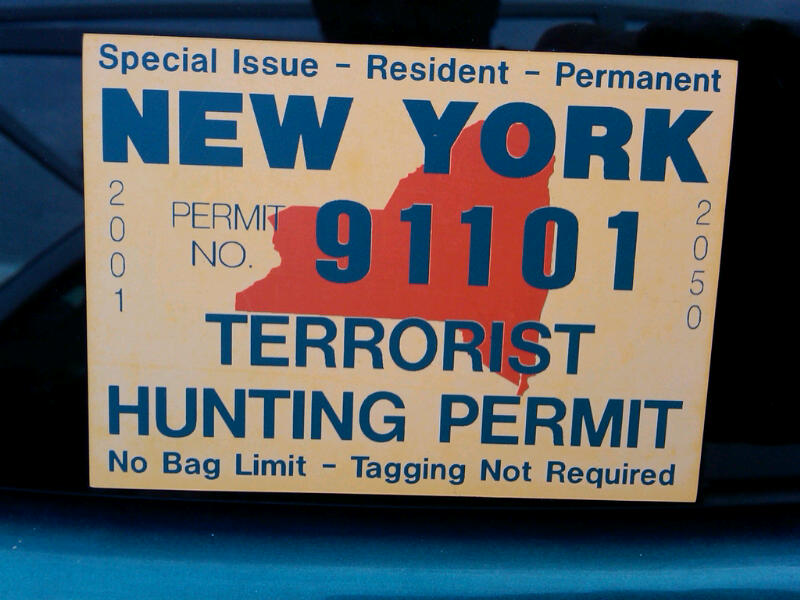 Special Issue - Resident - Permanent
NEW YORK
2001
PERMIT NO.
91101
2050
TERRORIST
HUNTING PERMIT
No Bag Limit - Tagging Not Required